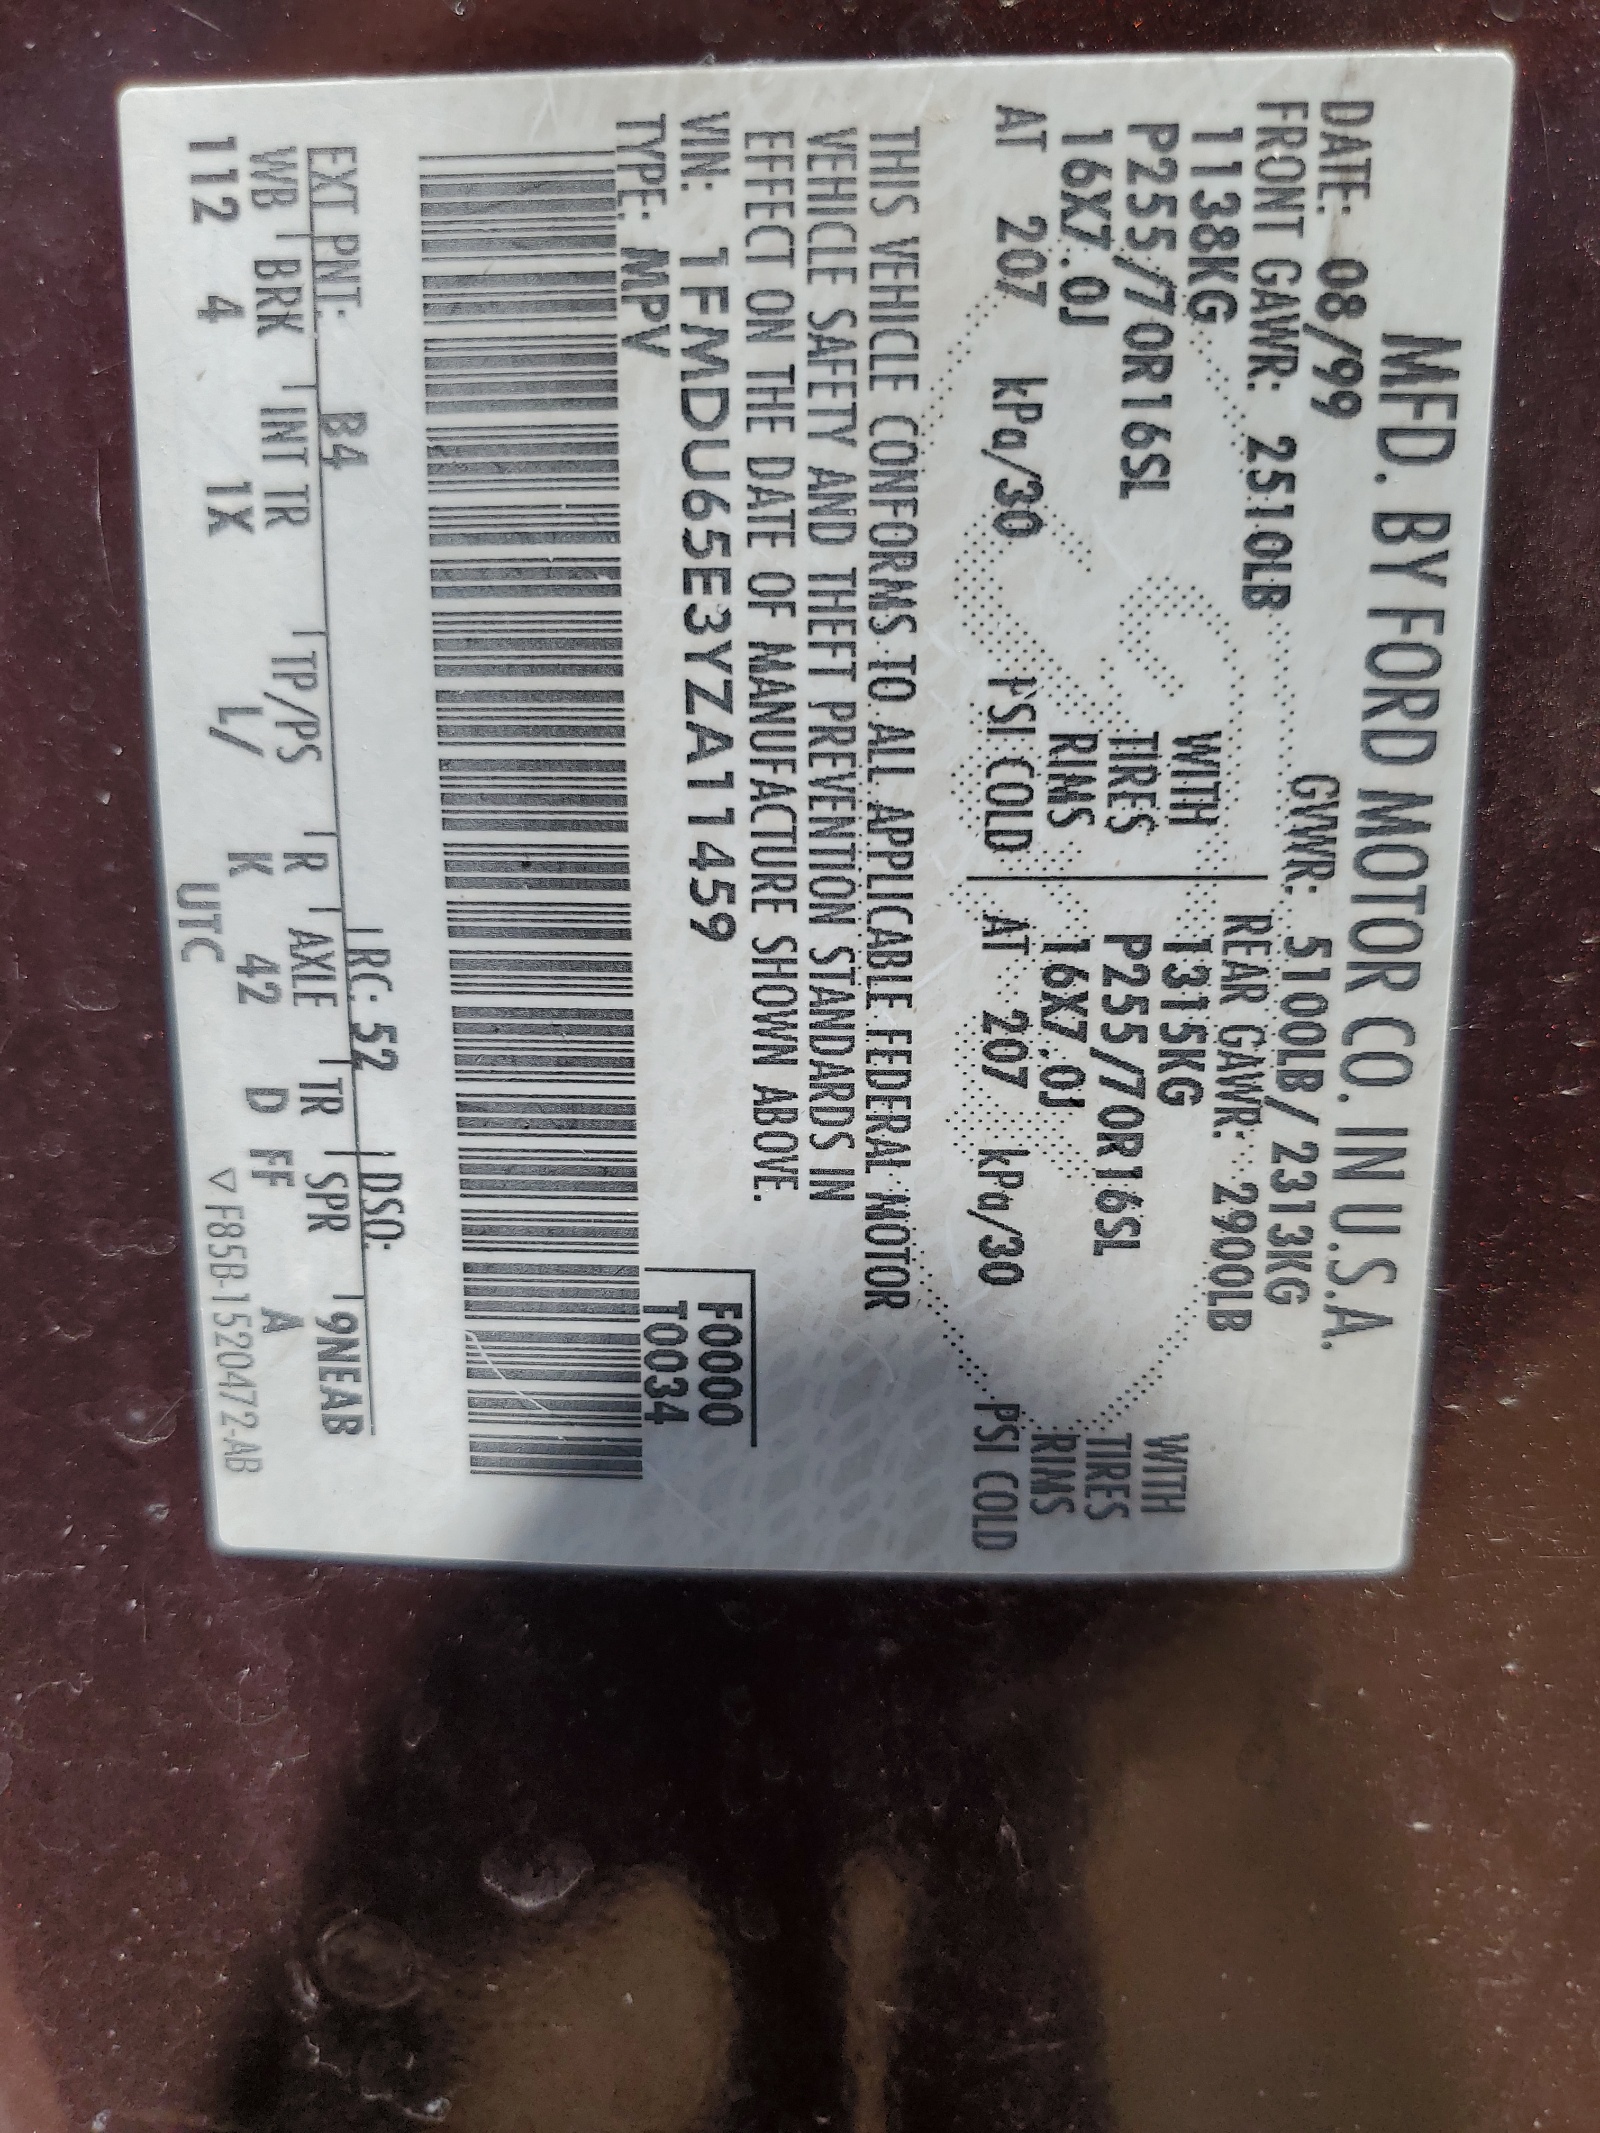 MFD. BY FORD MOTOR CO. IN U.S.A.
DATE: 08/99 GVWR: 5100LB/ 2313KG
FRONT GAWR: 2510LB REAR GAWR: 2900LB
1138KG WITH 1315KG WITH
P255/70R16SL TIRES P255/70R16SL TIRES
16X7.0J RIMS 16X7.0J RIMS
AT 207 kPa/30 PSI COLD AT 207 kPa/30 PSI COLD
THIS VEHICLE CONFORMS TO ALL APPLICABLE FEDERAL MOTOR
VEHICLE SAFETY AND THEFT PREVENTION STANDARDS IN
EFFECT ON THE DATE OF MANUFACTURE SHOWN ABOVE.
VIN: 1FMDU65E3YZA11459 F0000
TYPE: MPV T0034
EXT PNT: B4 RC: 52 DSO:
WB BRK INT TR TP/PS R AXLE TR SPR 9NEAB
112 4 1X L/ K 42 D FF A
UTC ▽ F85B-1520472-AB